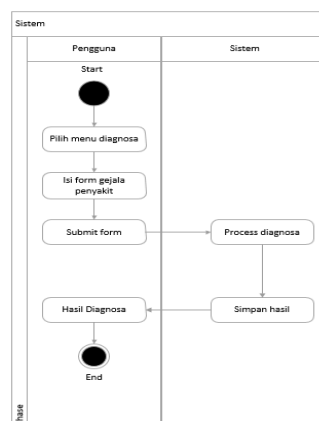 Sistem
Pengguna
Sistem
Start
Pilih menu diagnosa
Isi form gejala
penyakit
Submit form
Process diagnosa
Hasil Diagnosa
Simpan hasil
End
hase